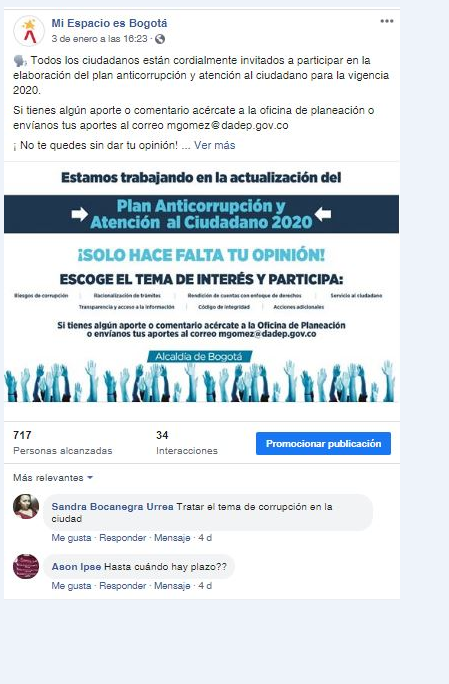 Mi Espacio es Bogotá
3 de enero a las 16:23 ·
Todos los ciudadanos están cordialmente invitados a participar en la
elaboración del plan anticorrupción y atención al ciudadano para la vigencia
2020.
Si tienes algún aporte o comentario acércate a la oficina de planeación o
envíanos tus aportes al correo mgomez@dadep.gov.co
¡ No te quedes sin dar tu opinión! ... Ver más
Estamos trabajando en la actualización del
Plan Anticorrupción y
Atención al Ciudadano 2020
¡SOLO HACE FALTA TU OPINIÓN!
ESCOGE EL TEMA DE INTERÉS Y PARTICIPA:
Riesgos de corrupción | Racionalización de trámites | Rendición de cuentas con enfoque de derechos | Servicio al ciudadano
Transparencia y acceso a la información | Código de integridad | Acciones adicionales
Si tienes algún aporte o comentario acércate a la Oficina de Planeación
o envíanos tus aportes al correo mgomez@dadep.gov.co
Alcaldía de Bogotá
717 34
Personas alcanzadas Interacciones Promocionar publicación
Más relevantes
Sandra Bocanegra Urrea Tratar el tema de corrupción en la
ciudad
Me gusta · Responder · Mensaje · 4 d
Ason Ipse Hasta cuándo hay plazo??
Me gusta · Responder · Mensaje · 4 d